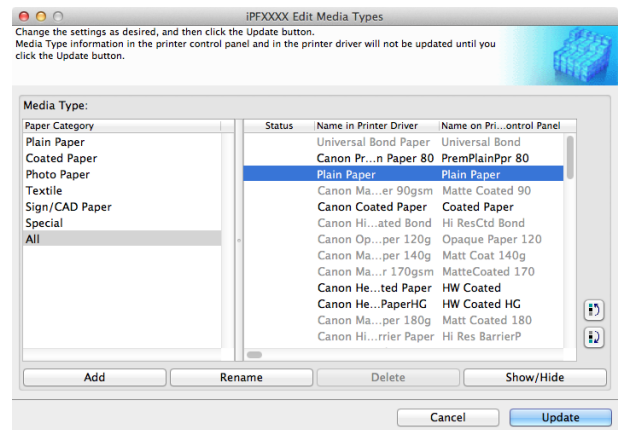 iPFXXXX Edit Media Types
Change the settings as desired, and then click the Update button.
Media Type information in the printer control panel and in the printer driver will not be updated until you
click the Update button.
Media Type:
Paper Category Status Name in Printer Driver Name on Pri...ontrol Panel
Plain Paper
Coated Paper
Photo Paper
Textile
Sign/CAD Paper
Special
All
Universal Bond Paper Universal Bond
Canon Pr...n Paper 80 PremPlainPpr 80
Plain Paper Plain Paper
Canon Ma...er 90gsm Matte Coated 90
Canon Coated Paper Coated Paper
Canon Hi...ated Bond Hi ResCtd Bond
Canon Op...per 120g Opaque Paper 120
Canon Ma...per 140g Matt Coat 140g
Canon Ma...r 170gsm MatteCoated 170
Canon He...ted Paper HW Coated
Canon He...PaperHG HW Coated HG
Canon Ma...per 180g Matt Coated 180
Canon Hi...rrier Paper Hi Res BarrierP
Add Rename Delete Show/Hide
Cancel Update